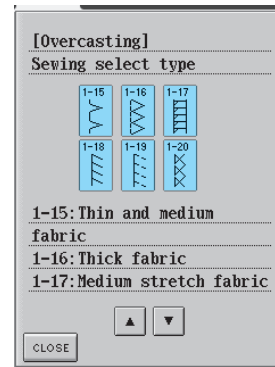 [Overcasting]
Sewing select type
1-15 1-16 1-17
1-18 1-19 1-20
1-15:Thin and medium
fabric
1-16:Thick fabric
1-17:Medium stretch fabric
CLOSE